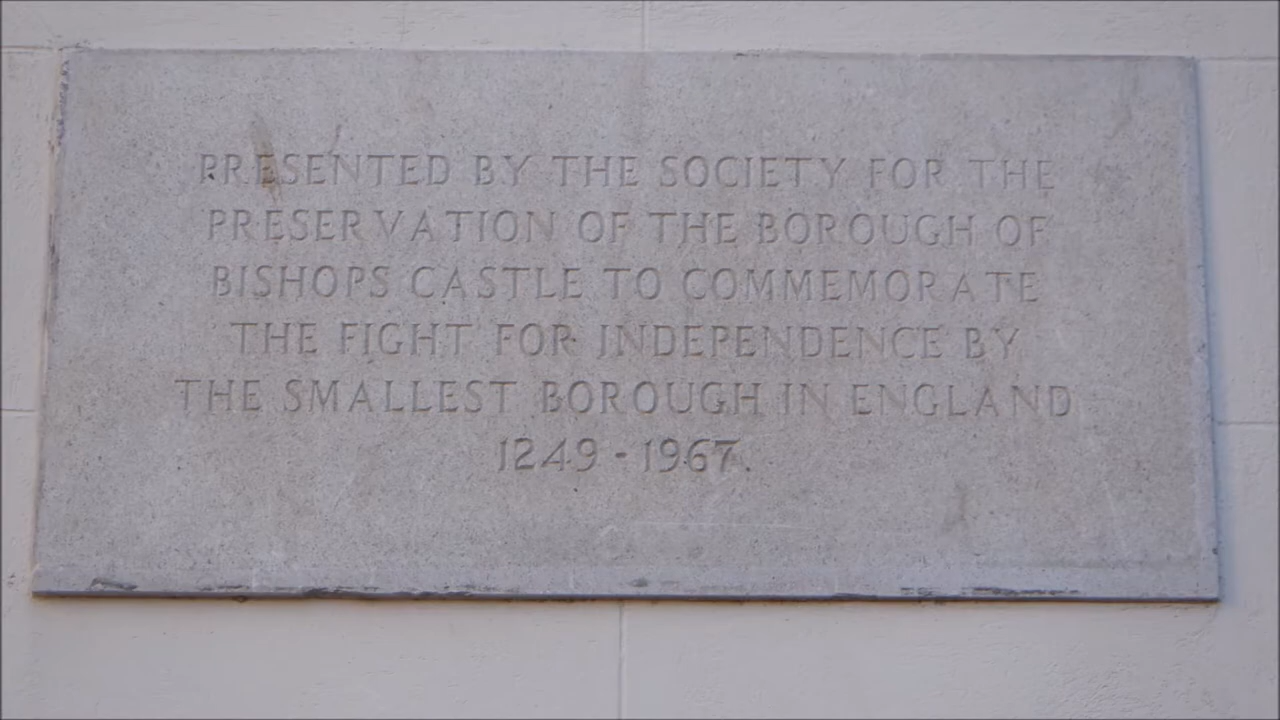 PRESENTED BY THE SOCIETY FOR THE
PRESERVATION OF THE BOROUGH OF
BISHOPS CASTLE TO COMMEMORATE
THE FIGHT FOR INDEPENDENCE BY
THE SMALLEST BOROUGH IN ENGLAND
1249 - 1967.